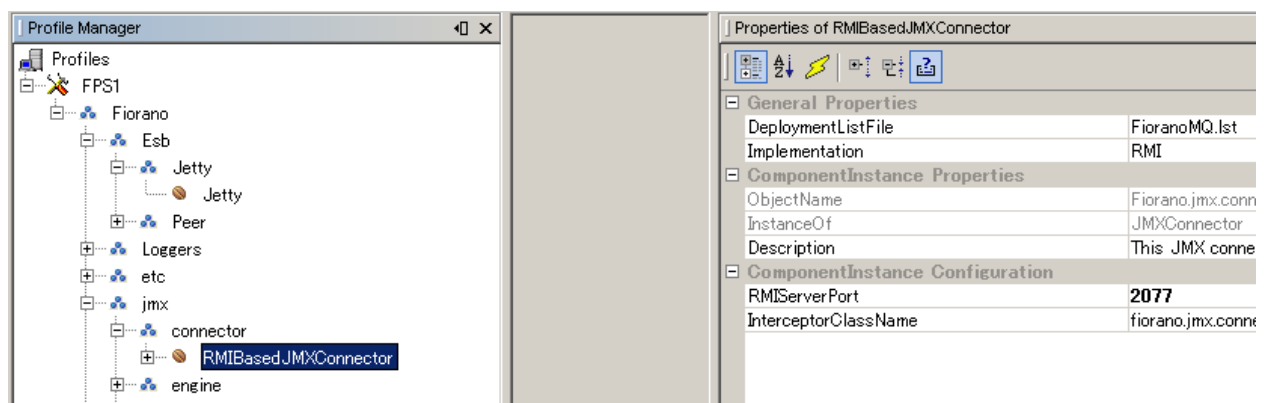 Profile Manager
Profiles
FPS1
Fiorano
Esb
Jetty
Jetty
Peer
Loggers
etc
jmx
connector
RMIBasedJMXConnector
engine
Properties of RMIBasedJMXConnector
General Properties
DeploymentListFile FioranoMQ.lst
Implementation RMI
ComponentInstance Properties
ObjectName Fiorano.jmx.conn
InstanceOf JMXConnector
Description This JMX conne
ComponentInstance Configuration
RMIServerPort 2077
InterceptorClassName fiorano.jmx.conne